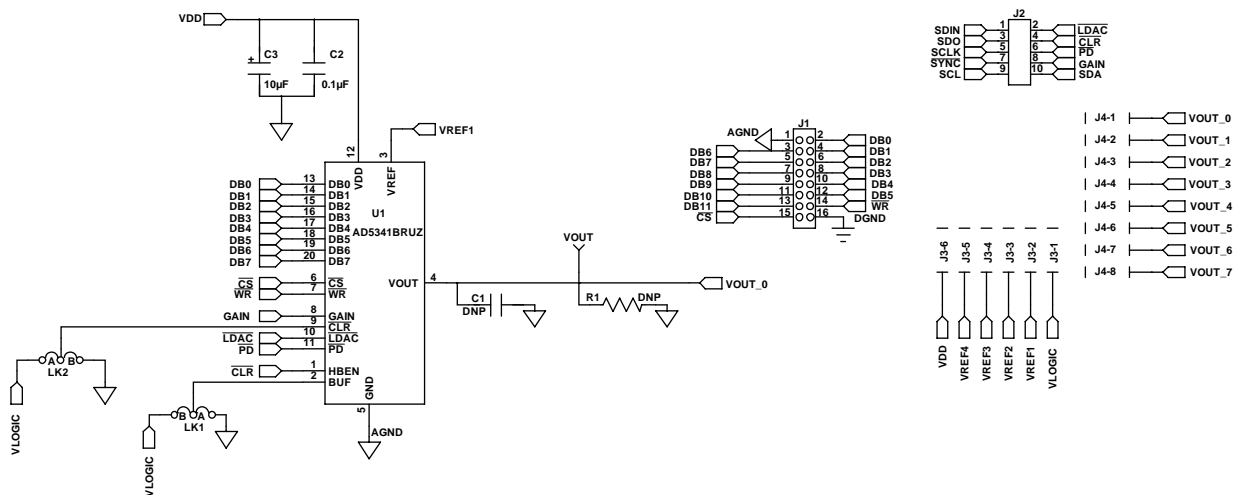 VDD
C3
+
10µF
C2
0.1µF
VREF1
12
3
VDD
VREF
U1
AD5341BRUZ
DB0 13 DB0
DB1 14 DB1
DB2 15 DB2
DB3 16 DB3
DB4 17 DB4
DB5 18 DB5
DB6 19 DB6
DB7 20 DB7
CS 6 CS
WR 7 WR
GAIN 8 GAIN
9 CLR
LDAC 10 LDAC
PD 11 PD
CLR 1 HBEN
2 BUF
GND
5
AGND
A B
LK2
VLOGIC
B A
LK1
VLOGIC
VOUT 4
C1
DNP
VOUT
R1 DNP
VOUT_0
J1
AGND 1 2 DB0
DB6 3 4 DB1
DB7 5 6 DB2
DB8 7 8 DB3
DB9 9 10 DB4
DB10 11 12 DB5
DB11 13 14 WR
CS 15 16
DGND
J2
SDIN 1 2 LDAC
SDO 3 4 CLR
SCLK 5 6 PD
SYNC 7 8 GAIN
SCL 9 10 SDA
J4-1 VOUT_0
J4-2 VOUT_1
J4-3 VOUT_2
J4-4 VOUT_3
J4-5 VOUT_4
J4-6 VOUT_5
J4-7 VOUT_6
J4-8 VOUT_7
J3-6 VDD
J3-5 VREF4
J3-4 VREF3
J3-3 VREF2
J3-2 VREF1
J3-1 VLOGIC